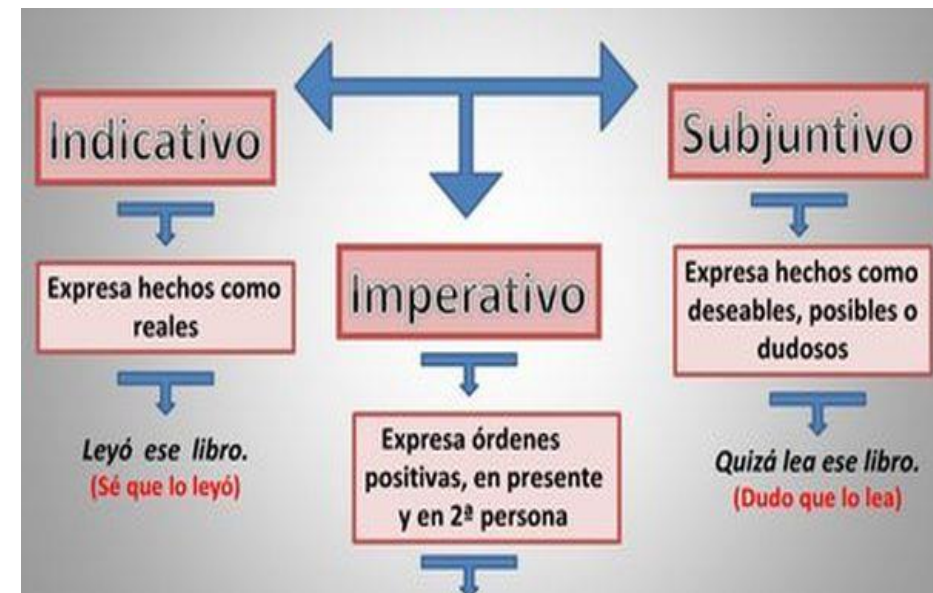 Indicativo
Expresa hechos como
reales
Leyó ese libro.
(Sé que lo leyó)
Imperativo
Expresa órdenes
positivas, en presente
y en 2ª persona
Subjuntivo
Expresa hechos como
deseables, posibles o
dudosos
Quizá lea ese libro.
(Dudo que lo lea)